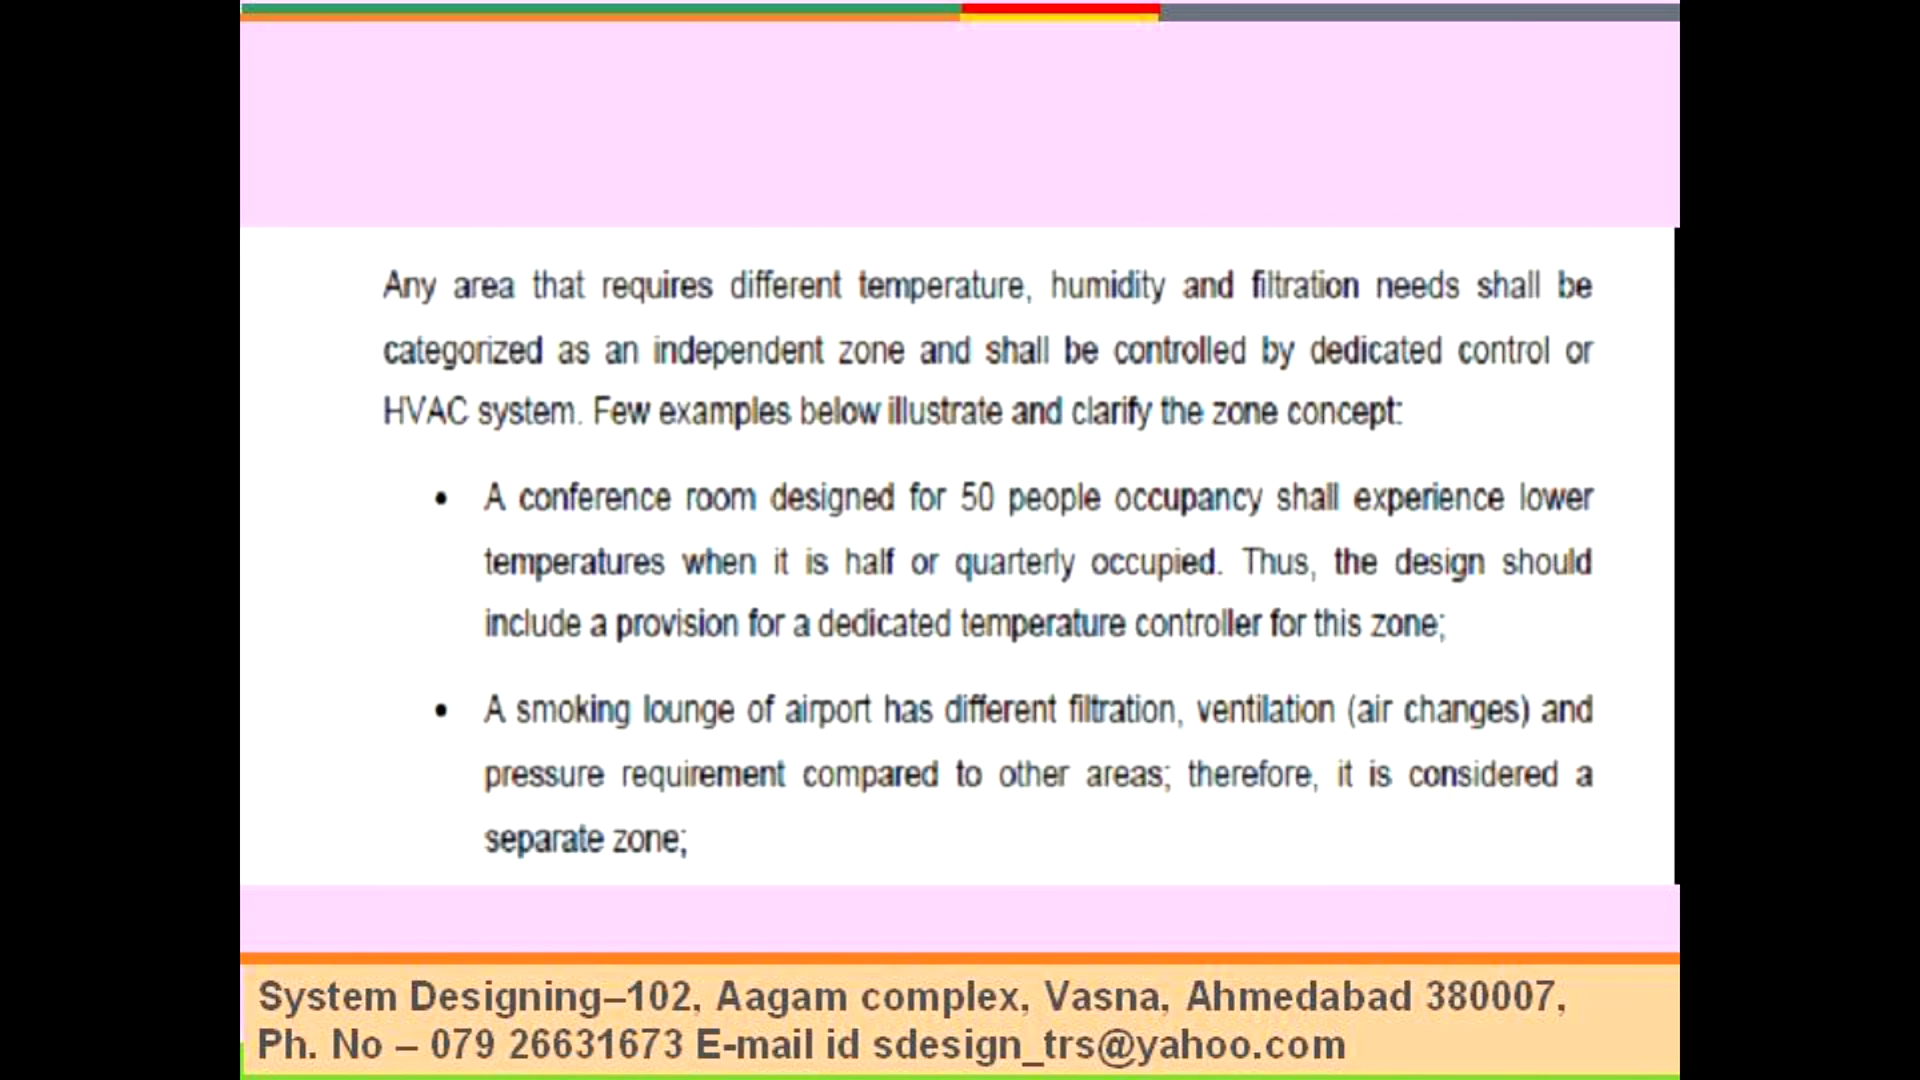 Any area that requires different temperature, humidity and filtration needs shall be
categorized as an independent zone and shall be controlled by dedicated control or
HVAC system. Few examples below illustrate and clarify the zone concept:
• A conference room designed for 50 people occupancy shall experience lower
temperatures when it is half or quarterly occupied. Thus, the design should
include a provision for a dedicated temperature controller for this zone;
• A smoking lounge of airport has different filtration, ventilation (air changes) and
pressure requirement compared to other areas; therefore, it is considered a
separate zone;
System Designing–102, Aagam complex, Vasna, Ahmedabad 380007,
Ph. No – 079 26631673 E-mail id sdesign_trs@yahoo.com